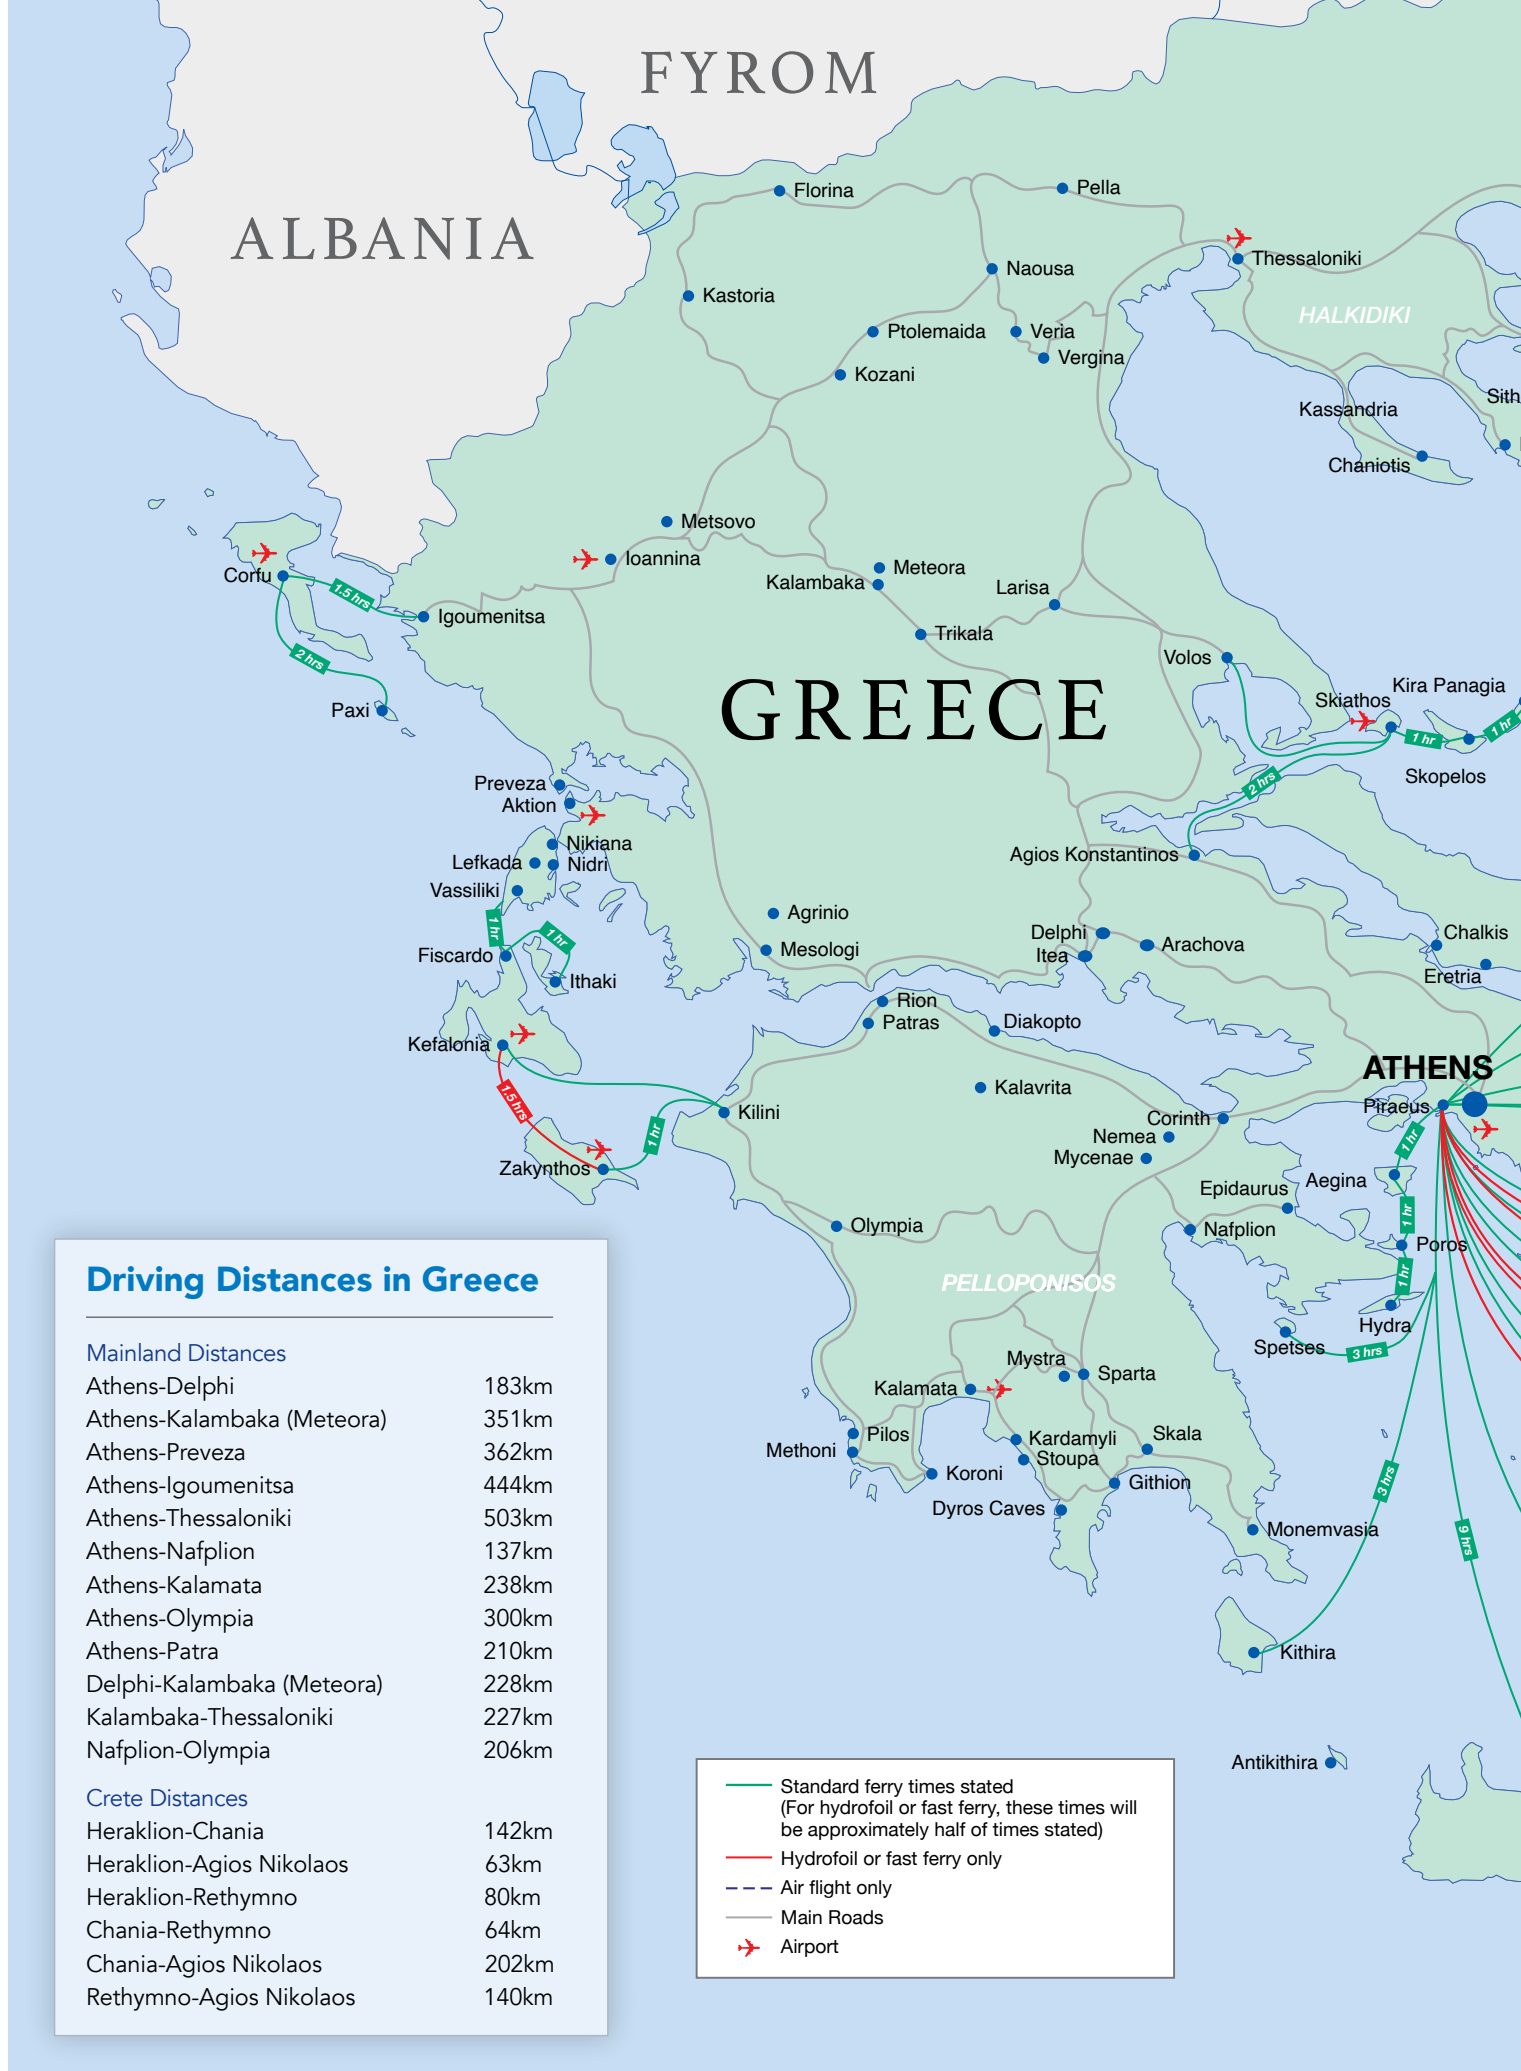 FYROM
ALBANIA
Florina
Pella
Thessaloniki
Naousa
Kastoria
HALKIDIKI
Ptolemaida
Veria
Vergina
Kozani
Kassandria
Sith
Chaniotis
Metsovo
Ioannina
Meteora
Kalambaka
Larisa
Corfu
1.5 hrs
Igoumenitsa
Trikala
2 hrs
Volos
Paxi
GREECE
Kira Panagia
Skiathos
1 hr
1 hr
Skopelos
2 hrs
Preveza
Aktion
Nikiana
Lefkada
Nidri
Vassiliki
Agios Konstantinos
Agrinio
1 hr
1 hr
Delphi
Chalkis
Mesologi
Arachova
Fiscardo
Itea
Eretria
Ithaki
Rion
Patras
Diakopto
Kefalonia
ATHENS
Kalavrita
1.5 hrs
Kilini
Piraeus
Corinth
1 hr
Nemea
1 hr
Mycenae
Zakynthos
Aegina
Epidaurus
1 hr
Olympia
Nafplion
Poros
1 hr
PELLOPONISOS
Hydra
Spetses
3 hrs
Mystra
Sparta
Kalamata
Pilos
Kardamyli
Skala
Methoni
Stoupa
Koroni
Githion
3 hrs
Dyros Caves
Monemvasia
9 hrs
Kithira
Antikithira
Driving Distances in Greece
Mainland Distances
Athens-Delphi 183km
Athens-Kalambaka (Meteora) 351km
Athens-Preveza 362km
Athens-Igoumenitsa 444km
Athens-Thessaloniki 503km
Athens-Nafplion 137km
Athens-Kalamata 238km
Athens-Olympia 300km
Athens-Patra 210km
Delphi-Kalambaka (Meteora) 228km
Kalambaka-Thessaloniki 227km
Nafplion-Olympia 206km
Crete Distances
Heraklion-Chania 142km
Heraklion-Agios Nikolaos 63km
Heraklion-Rethymno 80km
Chania-Rethymno 64km
Chania-Agios Nikolaos 202km
Rethymno-Agios Nikolaos 140km
Standard ferry times stated
(For hydrofoil or fast ferry, these times will
be approximately half of times stated)
Hydrofoil or fast ferry only
Air flight only
Main Roads
Airport